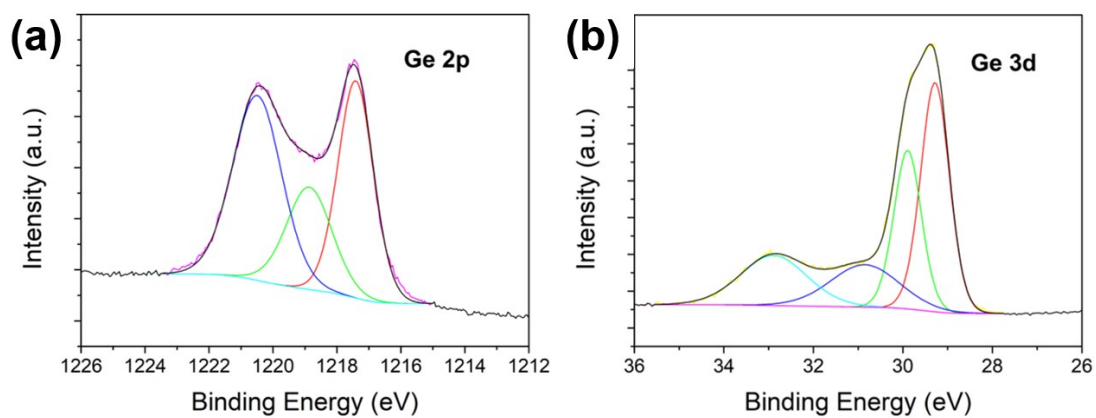 (a)
Ge 2p
Intensity (a.u.)
1226 1224 1222 1220 1219 1218 1216 1214 1212
Binding Energy (eV)
(b)
Ge 3d
Intensity (a.u.)
36 34 32 30 28 26
Binding Energy (eV)